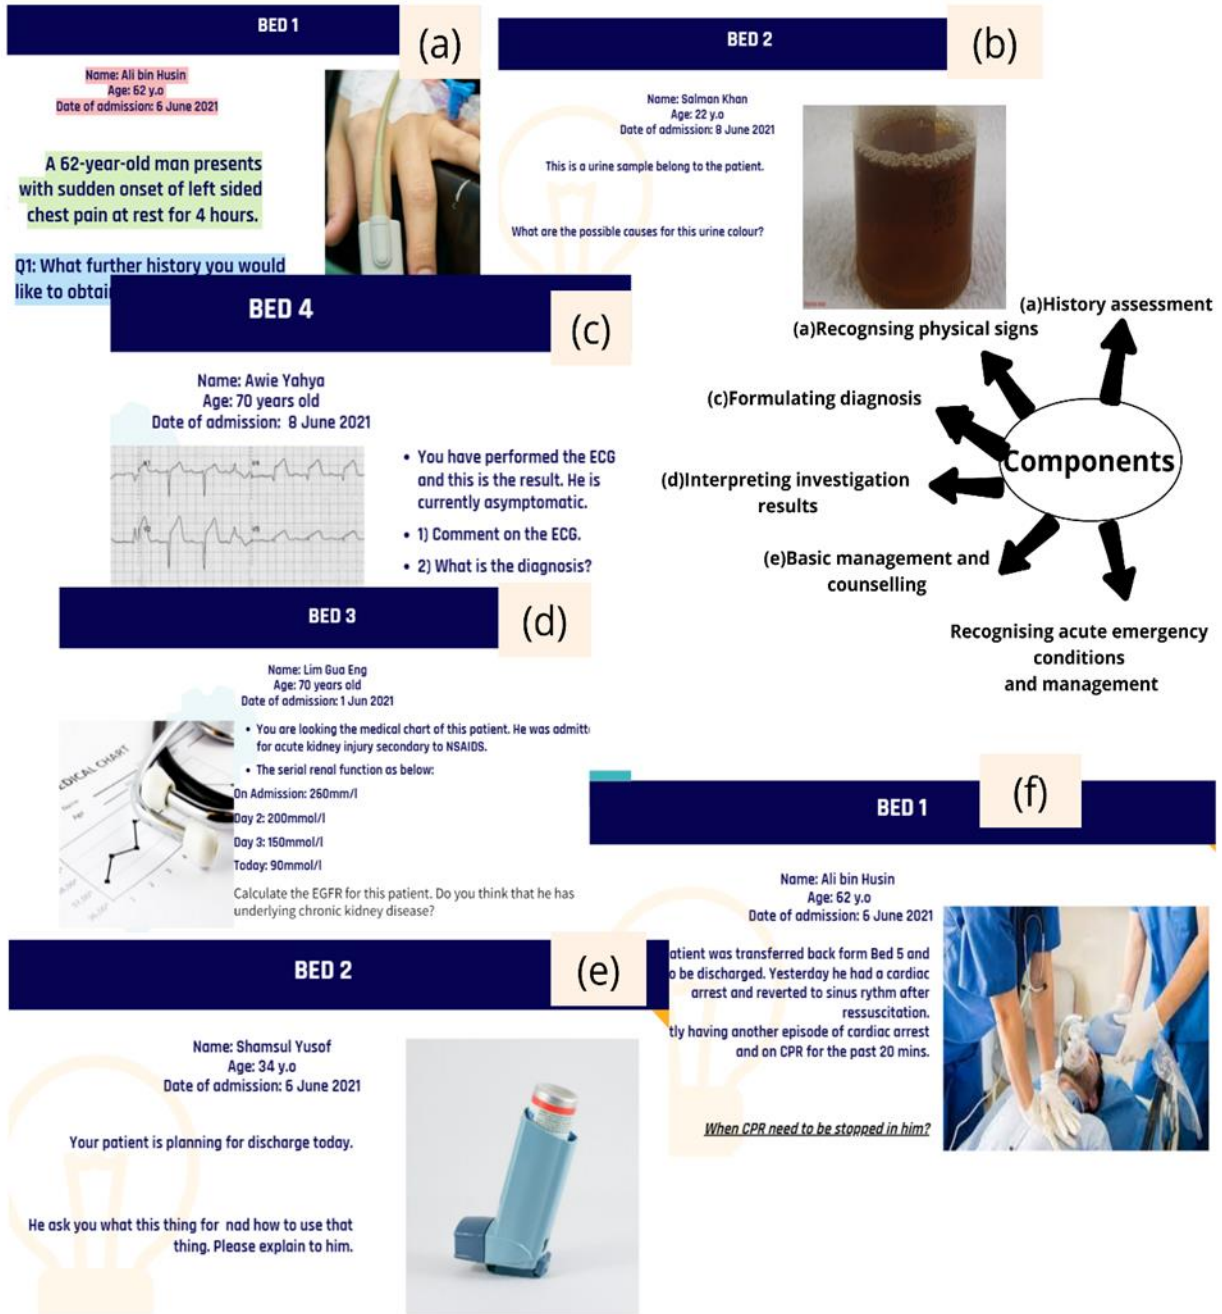 BED 1
(a)
Name: Ali bin Husin
Age: 62 y.o
Date of admission: 6 June 2021
A 62-year-old man presents
with sudden onset of left sided
chest pain at rest for 4 hours.
Q1: What further history you would
like to obtai
BED 2
(b)
Name: Salman Khan
Age: 22 y.o
Date of admission: 8 June 2021
This is a urine sample belong to the patient.
What are the possible causes for this urine colour?
BED 4
(c)
Name: Awie Yahya
Age: 70 years old
Date of admission: 8 June 2021
• You have performed the ECG
and this is the result. He is
currently asymptomatic.
• 1) Comment on the ECG.
• 2) What is the diagnosis?
(a)History assessment
(a)Recognsing physical signs
(c)Formulating diagnosis
(d)Interpreting investigation
results
(e)Basic management and
counselling
Recognising acute emergency
conditions
and management
Components
BED 3
(d)
Name: Lim Gua Eng
Age: 70 years old
Date of admission: 1 Jun 2021
• You are looking the medical chart of this patient. He was admitt
for acute kidney injury secondary to NSAIDS.
• The serial renal function as below:
On Admission: 260mm/l
Day 2: 200mmol/l
Day 3: 150mmol/l
Today: 90mmol/l
Calculate the EGFR for this patient. Do you think that he has
underlying chronic kidney disease?
EDICAL CHART
BED 2
(e)
Name: Shamsul Yusof
Age: 34 y.o
Date of admission: 6 June 2021
Your patient is planning for discharge today.
He ask you what this thing for nad how to use that
thing. Please explain to him.
BED 1
(f)
Name: Ali bin Husin
Age: 62 y.o
Date of admission: 6 June 2021
atient was transferred back form Bed 5 and
o be discharged. Yesterday he had a cardiac
arrest and reverted to sinus rythm after
ressuscitation.
tly having another episode of cardiac arrest
and on CPR for the past 20 mins.
When CPR need to be stopped in him?